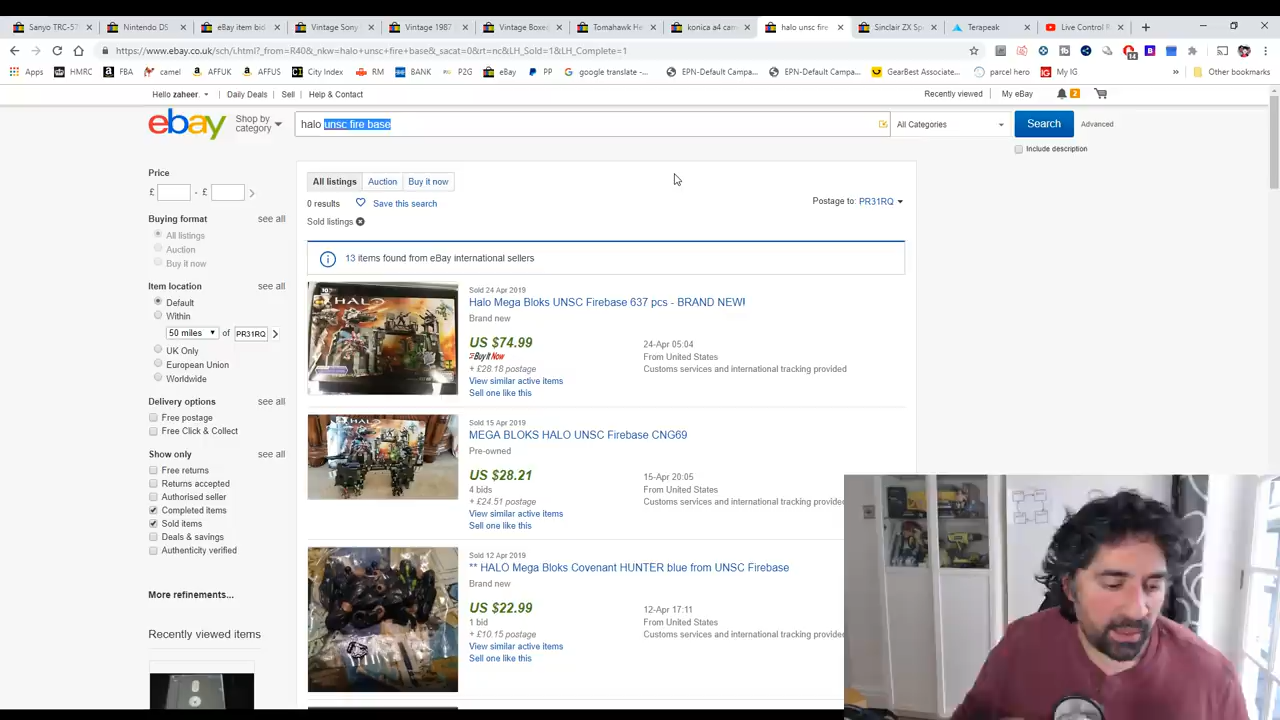 Sanyo TRC-57
Nintendo DS
eBay item bid
Vintage Sony
Vintage 1987
Vintage Boxed
Tomahawk He
konica a4 cam
halo unsc fire
Sinclair ZX Sp
Terapeak
Live Control R
https://www.ebay.co.uk/sch/i.html?_from=R40&_nkw=halo+unsc+fire+base&_sacat=0&rt=nc&LH_Sold=1&LH_Complete=1
14
Apps HMRC FBA camel AFFUK AFFUS City Index RM BANK P2G eBay PP google translate -... EPN-Default Campa... EPN-Default Campa... GearBest Associate... parcel hero My IG » Other bookmarks
Hello zaheer. Daily Deals Sell Help & Contact Recently viewed My eBay 2
ebay Shop by category halo unsc fire base All Categories Search Advanced
Include description
Price
£ - £
Buying format see all
All listings
Auction
Buy it now
Item location see all
Default
Within
50 miles of PR31RQ
UK Only
European Union
Worldwide
Delivery options see all
Free postage
Free Click & Collect
Show only see all
Free returns
Returns accepted
Authorised seller
Completed items
Sold items
Deals & savings
Authenticity verified
More refinements...
Recently viewed items
All listings Auction Buy it now
0 results Save this search Postage to: PR31RQ
Sold listings
13 items found from eBay international sellers
HALO
Sold 24 Apr 2019
Halo Mega Bloks UNSC Firebase 637 pcs - BRAND NEW!
Brand new
US $74.99 24-Apr 05:04
Buy It Now From United States
+ £28.18 postage Customs services and international tracking provided
View similar active items
Sell one like this
HALO
Sold 15 Apr 2019
MEGA BLOKS HALO UNSC Firebase CNG69
Pre-owned
US $28.21 15-Apr 20:05
4 bids From United States
+ £24.51 postage Customs services and international tracking provided
View similar active items
Sell one like this
Sold 12 Apr 2019
** HALO Mega Bloks Covenant HUNTER blue from UNSC Firebase
Brand new
US $22.99 12-Apr 17:11
1 bid From United States
+ £10.15 postage Customs services and international tracking provided
View similar active items
Sell one like this